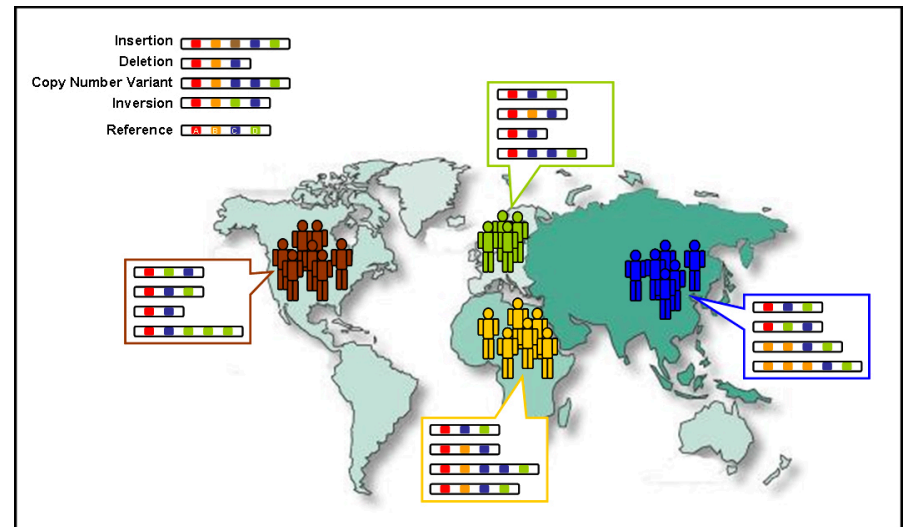 Insertion
Deletion
Copy Number Variant
Inversion
Reference A B C D